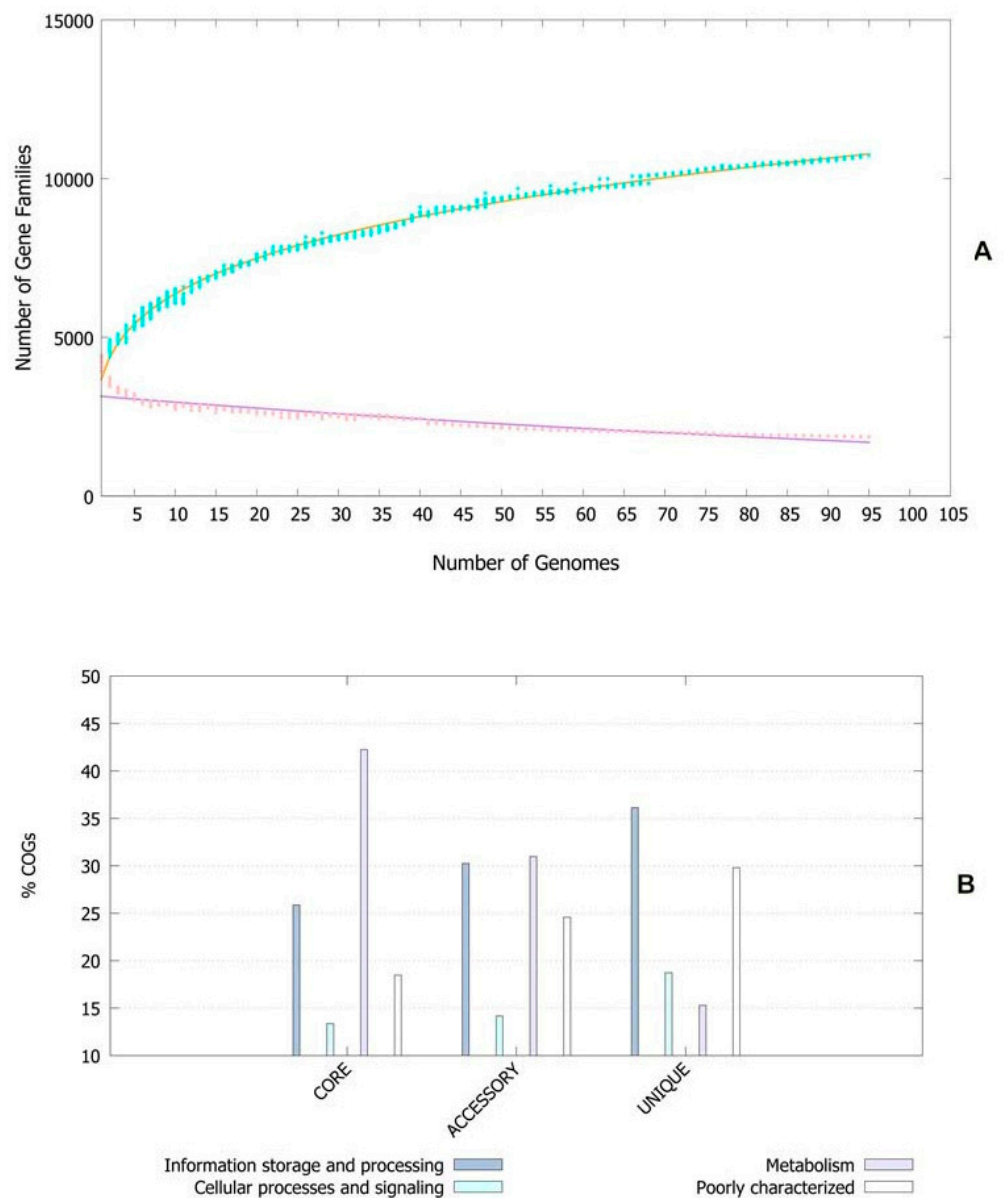 15000
10000
5000
0
Number of Gene Families
5 10 15 20 25 30 35 40 45 50 55 60 65 70 75 80 85 90 95 100 105
Number of Genomes
A
50
45
40
35
30
25
20
15
10
% COGs
CORE
ACCESSORY
UNIQUE
B
Information storage and processing
Cellular processes and signaling
Metabolism
Poorly characterized